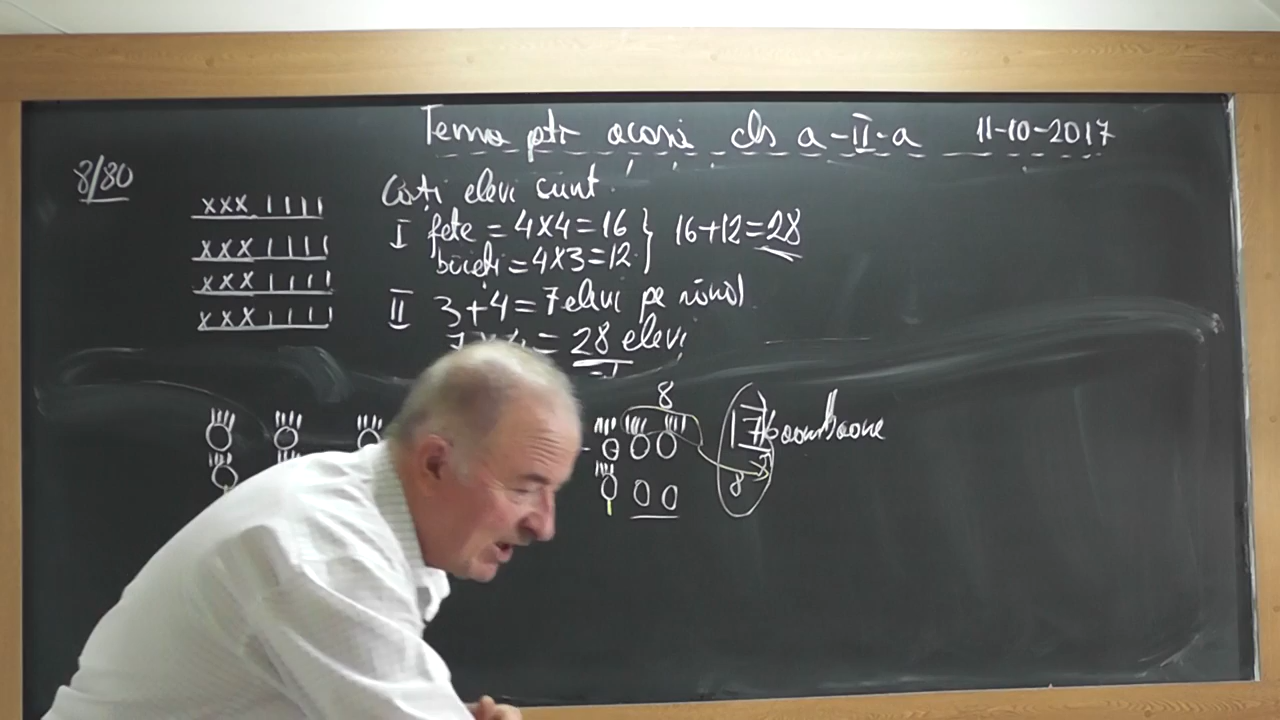 Tema ptr acasă cls a-II-a 11-10-2017
8/80
xxx IIII
xxx IIII
xxx IIII
xxx IIII
Câți elevi sunt.
I fete = 4x4=16 } 16+12=28
băieți=4x3=12
II 3+4=7 elevi pe rând
= 28 elevi
8
176 bomboane
8